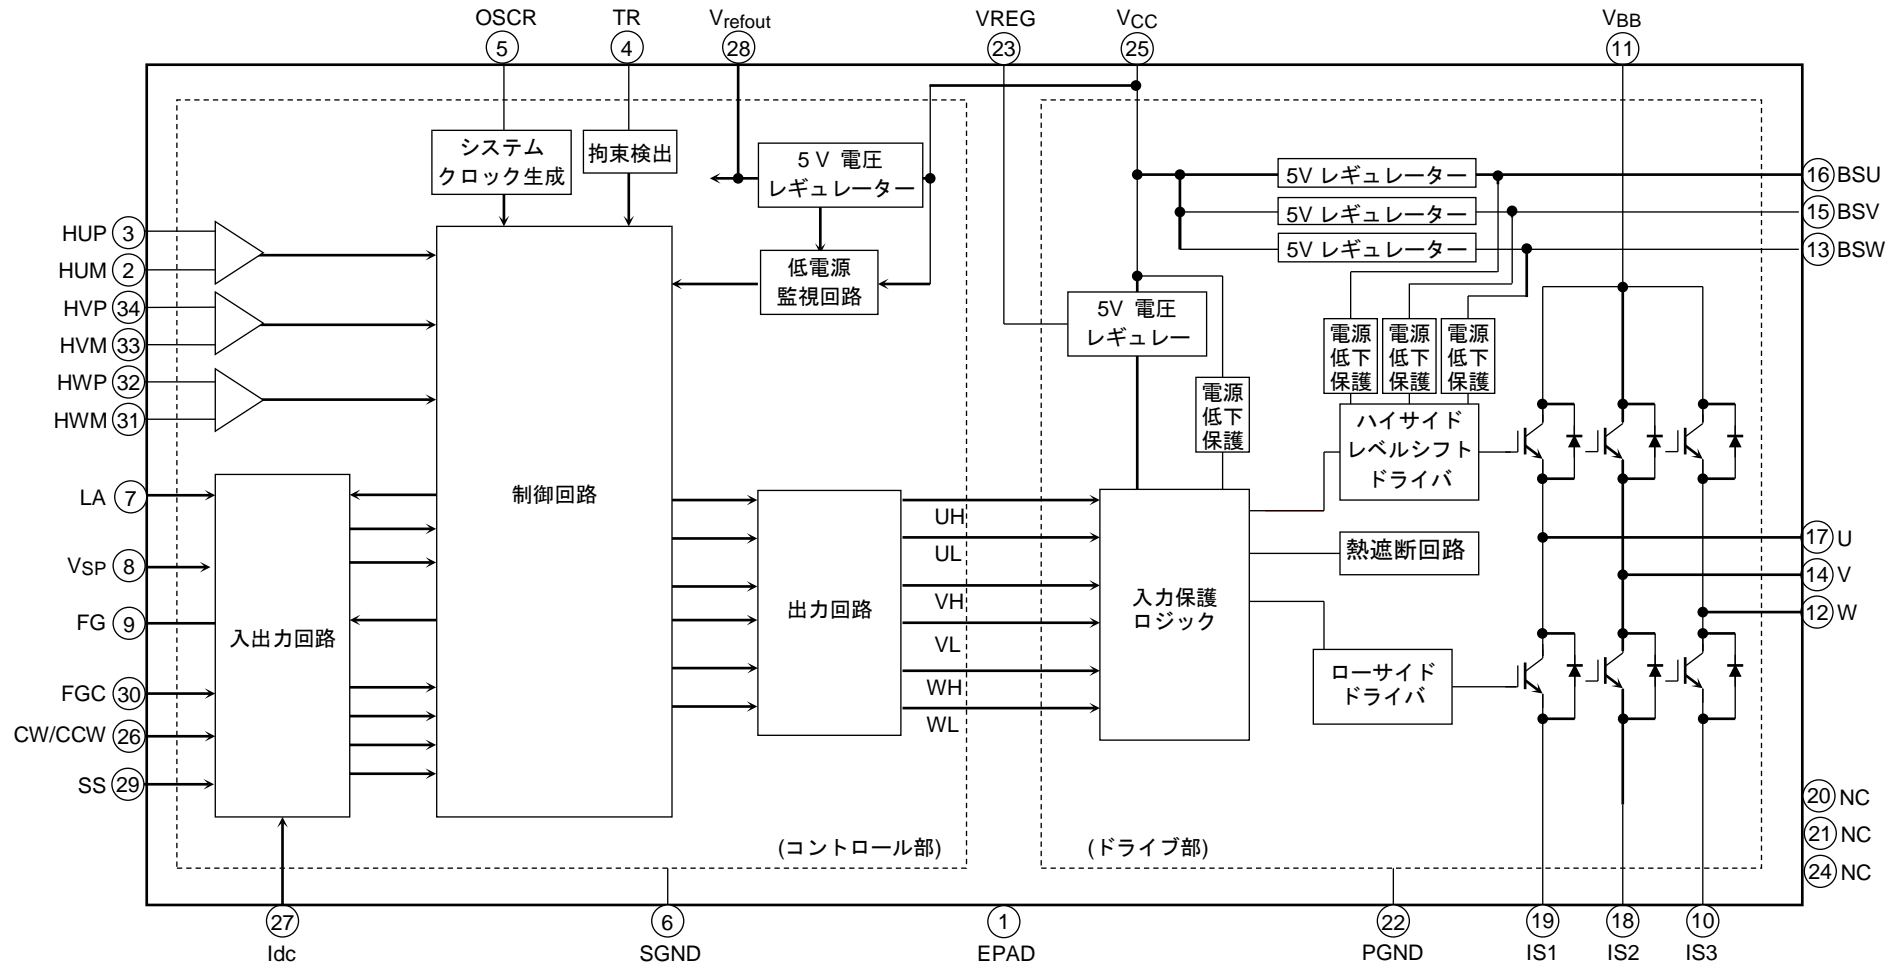 OSCR
TR
Vrefout
VREG
VCC
VBB
5
4
28
23
25
11
システム
クロック生成
拘束検出
5 V 電圧
レギュレーター
5V レギュレーター
16 BSU
5V レギュレーター
15 BSV
5V レギュレーター
13 BSW
HUP 3
HUM 2
HVP 34
HVM 33
HWP 32
HWM 31
低電源
監視回路
5V 電圧
レギュレー
電源
低下
保護
電源
低下
保護
電源
低下
保護
電源
低下
保護
ハイサイド
レベルシフト
ドライバ
LA 7
VSP 8
FG 9
FGC 30
CW/CCW 26
SS 29
入出力回路
制御回路
出力回路
UH
UL
VH
VL
WH
WL
入力保護
ロジック
熱遮断回路
ローサイド
ドライバ
17 U
14 V
12 W
20 NC
21 NC
24 NC
(コントロール部)
(ドライブ部)
27
6
1
22
19
18
10
Idc
SGND
EPAD
PGND
IS1
IS2
IS3